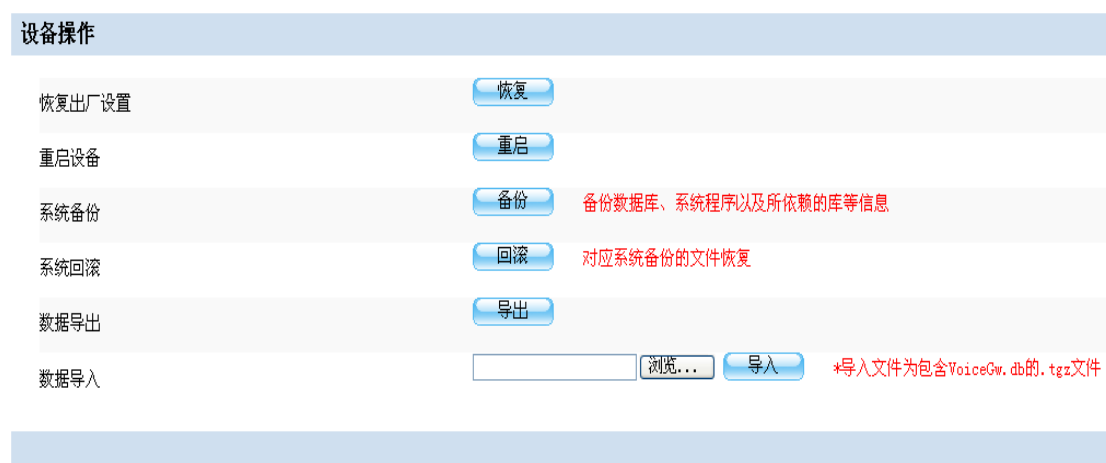 设备操作
恢复出厂设置 恢复
重启设备 重启
系统备份 备份 备份数据库、系统程序以及所依赖的库等信息
系统回滚 回滚 对应系统备份的文件恢复
数据导出 导出
数据导入 浏览... 导入 *导入文件为包含VoiceGw.db的.tgz文件